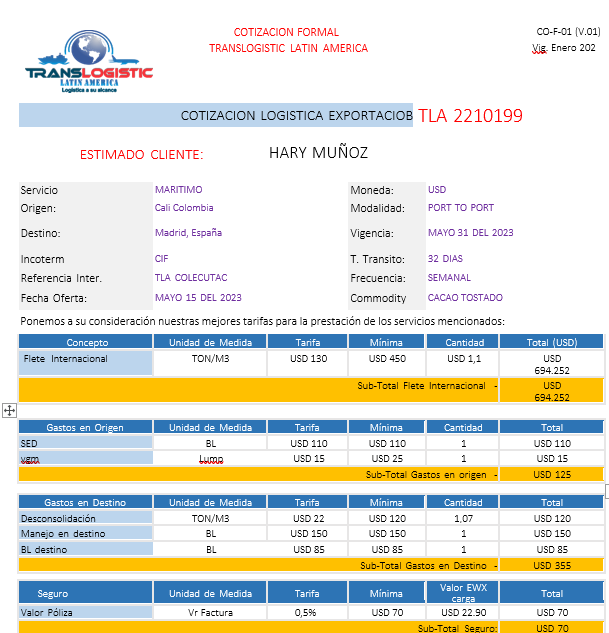 COTIZACION FORMAL
TRANSLOGISTIC LATIN AMERICA
CO-F-01 (V.01)
Vig. Enero 202
TRANSLOGISTIC
LATIN AMERICA
Logística a su alcance
COTIZACION LOGISTICA EXPORTACIOB TLA 2210199
ESTIMADO CLIENTE: HARY MUÑOZ
Servicio MARITIMO Moneda: USD
Origen: Cali Colombia Modalidad: PORT TO PORT
Destino: Madrid, España Vigencia: MAYO 31 DEL 2023
Incoterm CIF T. Transito: 32 DIAS
Referencia Inter. TLA COLECUTAC Frecuencia: SEMANAL
Fecha Oferta: MAYO 15 DEL 2023 Commodity CACAO TOSTADO
Ponemos a su consideración nuestras mejores tarifas para la prestación de los servicios mencionados:
Concepto Unidad de Medida Tarifa Mínima Cantidad Total (USD)
Flete Internacional TON/M3 USD 130 USD 450 USD 1,1 USD
694.252
Sub-Total Flete Internacional - USD
694.252
Gastos en Origen Unidad de Medida Tarifa Mínima Cantidad Total
SED BL USD 110 USD 110 1 USD 110
vgm Lump USD 15 USD 25 1 USD 15
Sub-Total Gastos en origen - USD 125
Gastos en Destino Unidad de Medida Tarifa Mínima Cantidad Total
Desconsolidación TON/M3 USD 22 USD 120 1,07 USD 120
Manejo en destino BL USD 150 USD 150 1 USD 150
BL destino BL USD 85 USD 85 1 USD 85
Sub-Total Gastos en Destino - USD 355
Seguro Unidad de Medida Tarifa Mínima Valor EWX
carga Total
Valor Póliza Vr Factura 0,5% USD 70 USD 22.90 USD 70
Sub-Total Seguro: USD 70